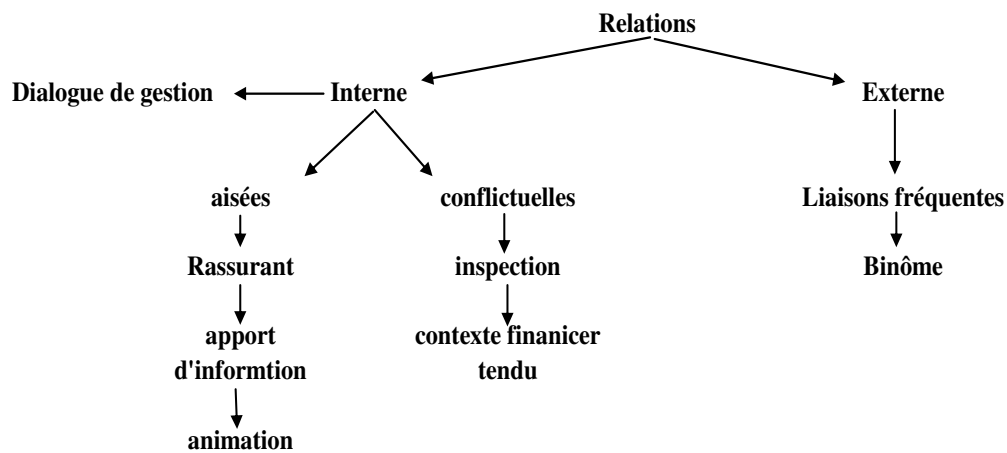 Relations
Dialogue de gestion
Interne
Externe
aisées
conflictuelles
Liaisons fréquentes
Rassurant
inspection
Binôme
apport
d'informtion
contexte finanicer
tendu
animation